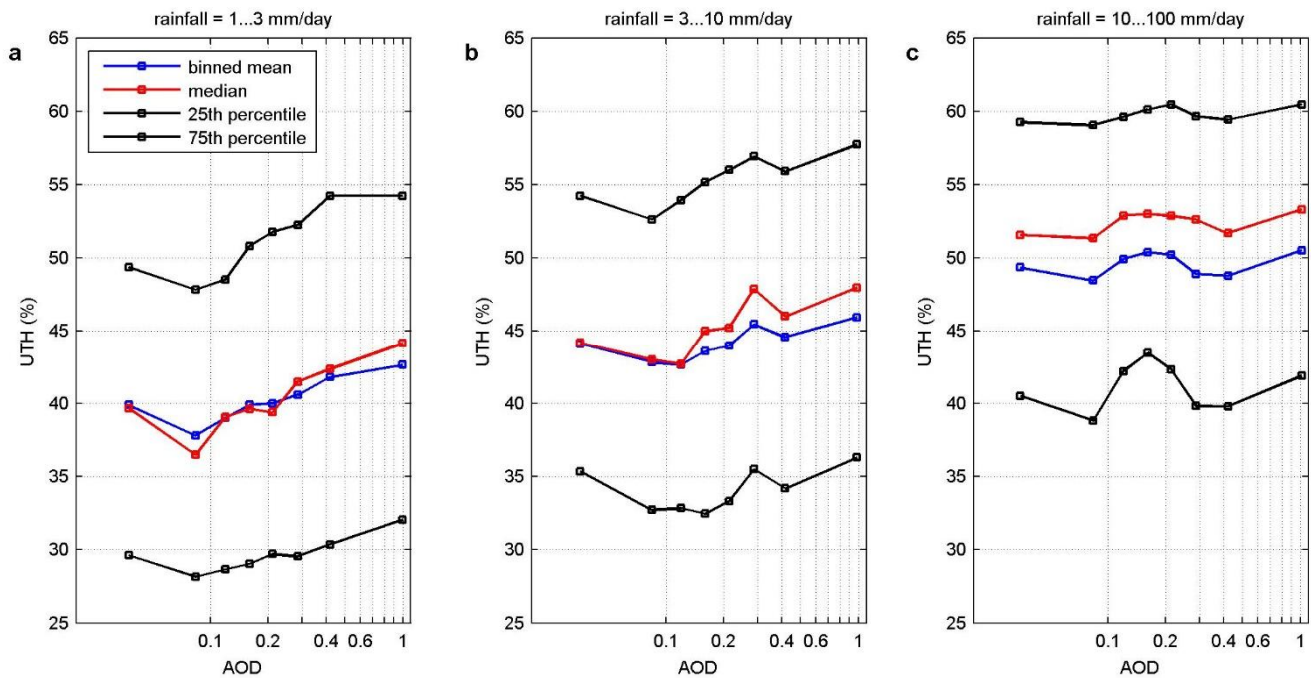 rainfall = 1...3 mm/day
a
65
60
55
50
45
40
35
30
25
UTH (%)
binned mean
median
25th percentile
75th percentile
0.1 0.2 0.4 0.6 1
AOD
rainfall = 3...10 mm/day
b
65
60
55
50
45
40
35
30
25
UTH (%)
0.1 0.2 0.4 0.6 1
AOD
rainfall = 10...100 mm/day
c
65
60
55
50
45
40
35
30
25
UTH (%)
0.1 0.2 0.4 0.6 1
AOD